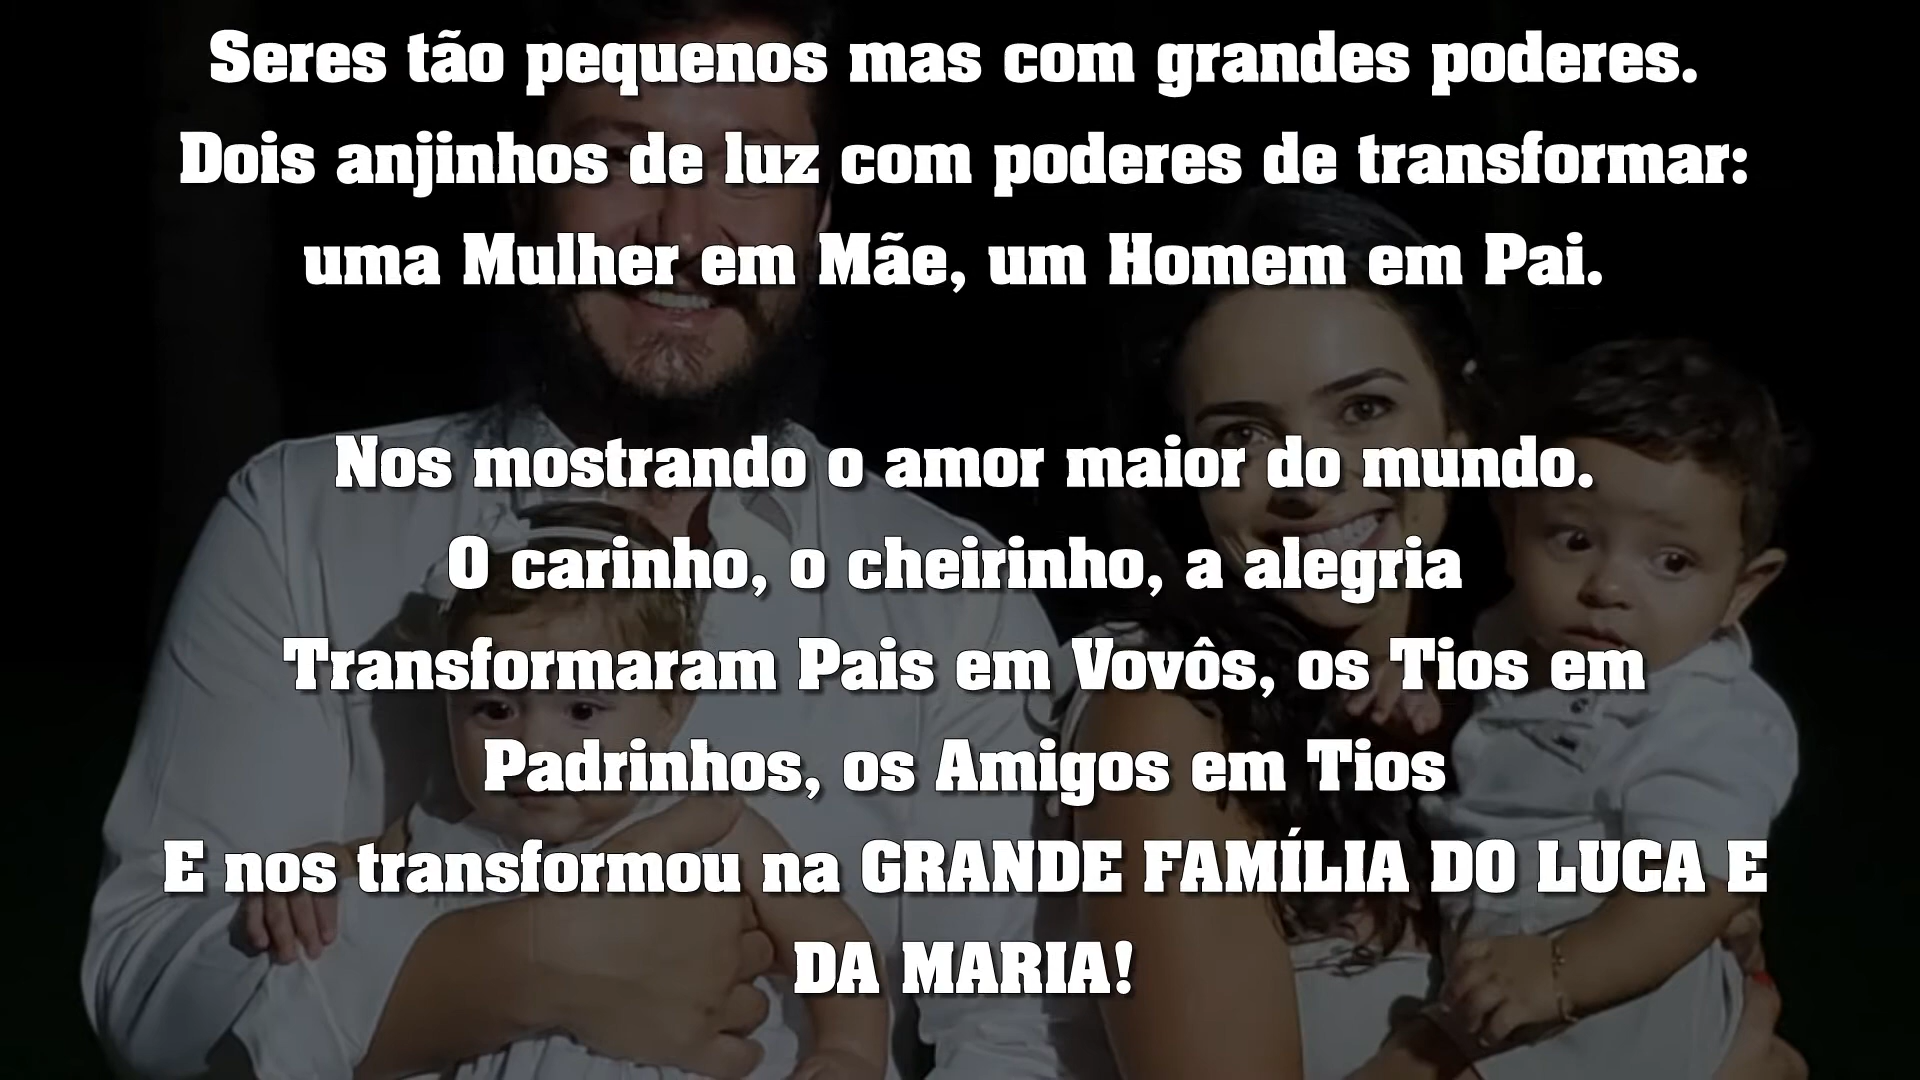 Seres tão pequenos mas com grandes poderes.
Dois anjinhos de luz com poderes de transformar:
uma Mulher em Mãe, um Homem em Pai.
Nos mostrando o amor maior do mundo.
O carinho, o cheirinho, a alegria
Transformaram Pais em Vovôs, os Tios em
Padrinhos, os Amigos em Tios
E nos transformou na GRANDE FAMÍLIA DO LUCA E
DA MARIA!